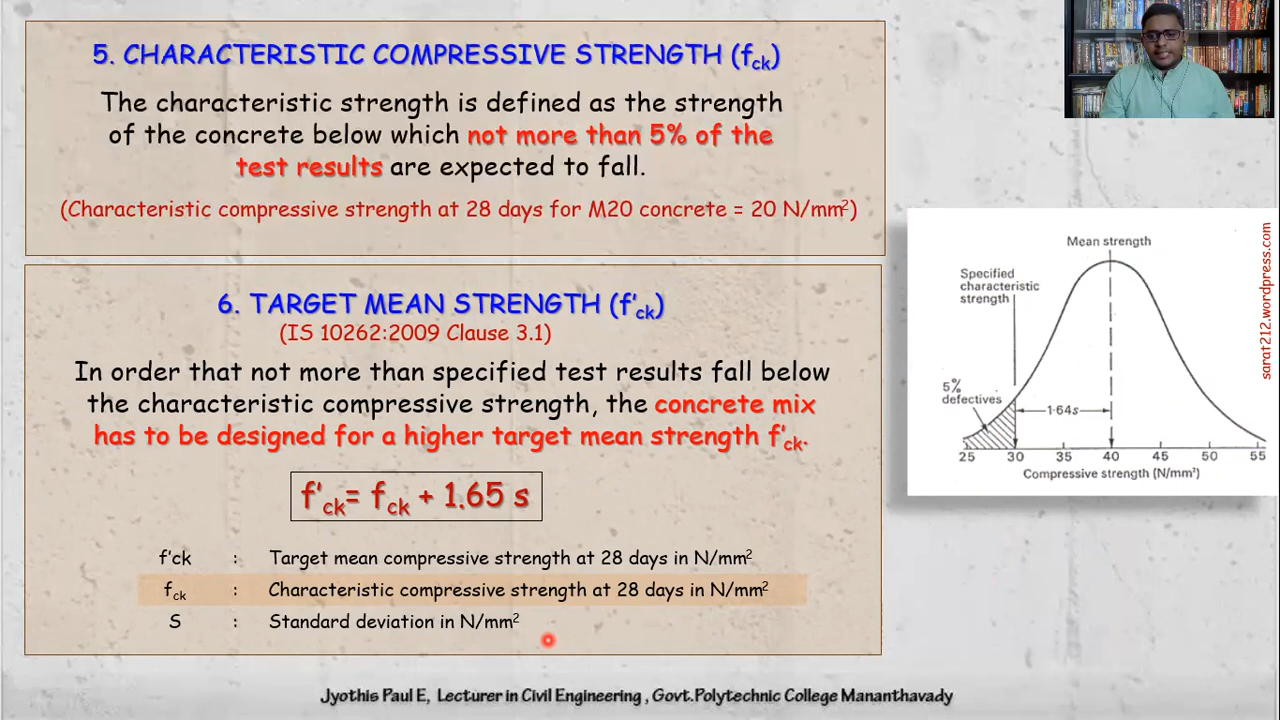 5. CHARACTERISTIC COMPRESSIVE STRENGTH (fck)
The characteristic strength is defined as the strength
of the concrete below which not more than 5% of the
test results are expected to fall.
(Characteristic compressive strength at 28 days for M20 concrete = 20 N/mm²)
6. TARGET MEAN STRENGTH (f'ck)
(IS 10262:2009 Clause 3.1)
In order that not more than specified test results fall below
the characteristic compressive strength, the concrete mix
has to be designed for a higher target mean strength f'ck.
f'ck= fck + 1.65 s
f'ck : Target mean compressive strength at 28 days in N/mm²
fck : Characteristic compressive strength at 28 days in N/mm²
S : Standard deviation in N/mm²
Mean strength
Specified
characteristic
strength
5%
defectives
1·64s
25 30 35 40 45 50 55
Compressive strength (N/mm²)
sarat212.wordpress.com
Jyothis Paul E, Lecturer in Civil Engineering , Govt.Polytechnic College Mananthavady